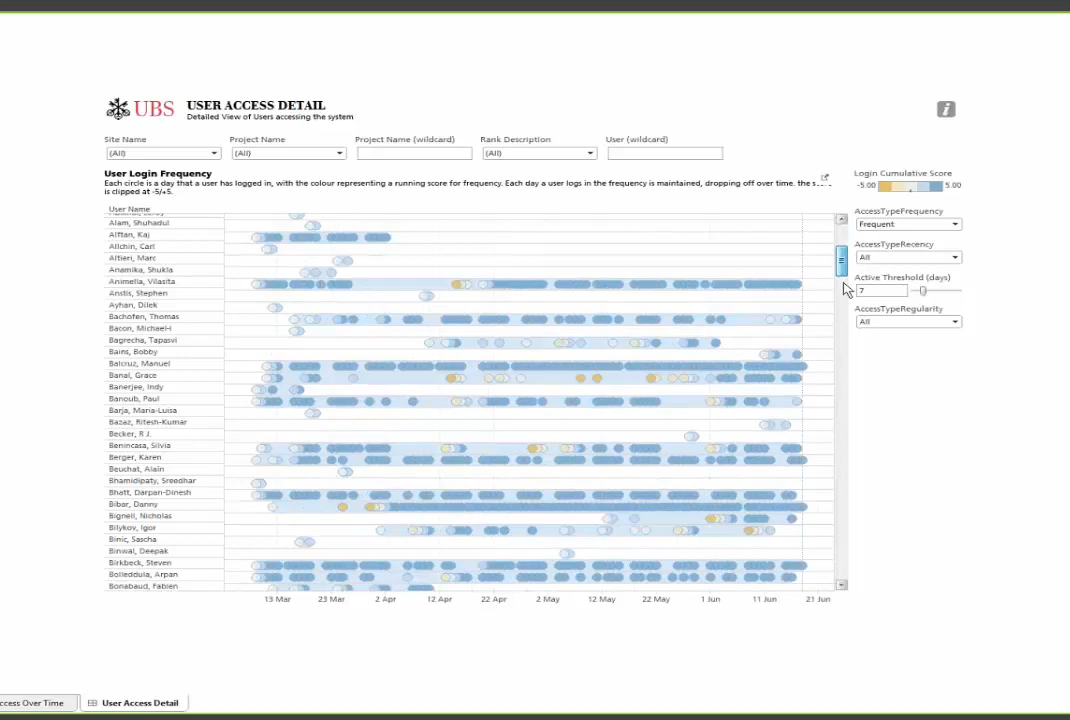 UBS
USER ACCESS DETAIL
Detailed View of Users accessing the system
Site Name Project Name Project Name (wildcard) Rank Description User (wildcard)
(All) (All) (All)
User Login Frequency
Each circle is a day that a user has logged in, with the colour representing a running score for frequency. Each day a user logs in the frequency is maintained, dropping off over time. the
is clipped at -5/+5.
Login Cumulative Score
-5.00 5.00
AccessTypeFrequency
Frequent
AccessTypeRecency
All
Active Threshold (days)
7
AccessTypeRegularity
All
User Name
Alam, Shuhadul
Alftan, Kaj
Allchin, Carl
Altieri, Marc
Anamika, Shukla
Animella, Vilasita
Anstis, Stephen
Ayhan, Dilek
Bachofen, Thomas
Bacon, Michael-I
Bagrecha, Tapasvi
Bains, Bobby
Balcruz, Manuel
Banal, Grace
Banerjee, Indy
Banoub, Paul
Barja, Maria-Luisa
Bazaz, Ritesh-Kumar
Becker, R J.
Benincasa, Silvia
Berger, Karen
Beuchat, Alain
Bhamidipaty, Sreedhar
Bhatt, Darpan-Dinesh
Bibar, Danny
Bignell, Nicholas
Bilykov, Igor
Binic, Sascha
Binwal, Deepak
Birkbeck, Steven
Bolleddula, Arpan
Bonabaud, Fabien
13 Mar 23 Mar 2 Apr 12 Apr 22 Apr 2 May 12 May 22 May 1 Jun 11 Jun 21 Jun
ccess Over Time User Access Detail